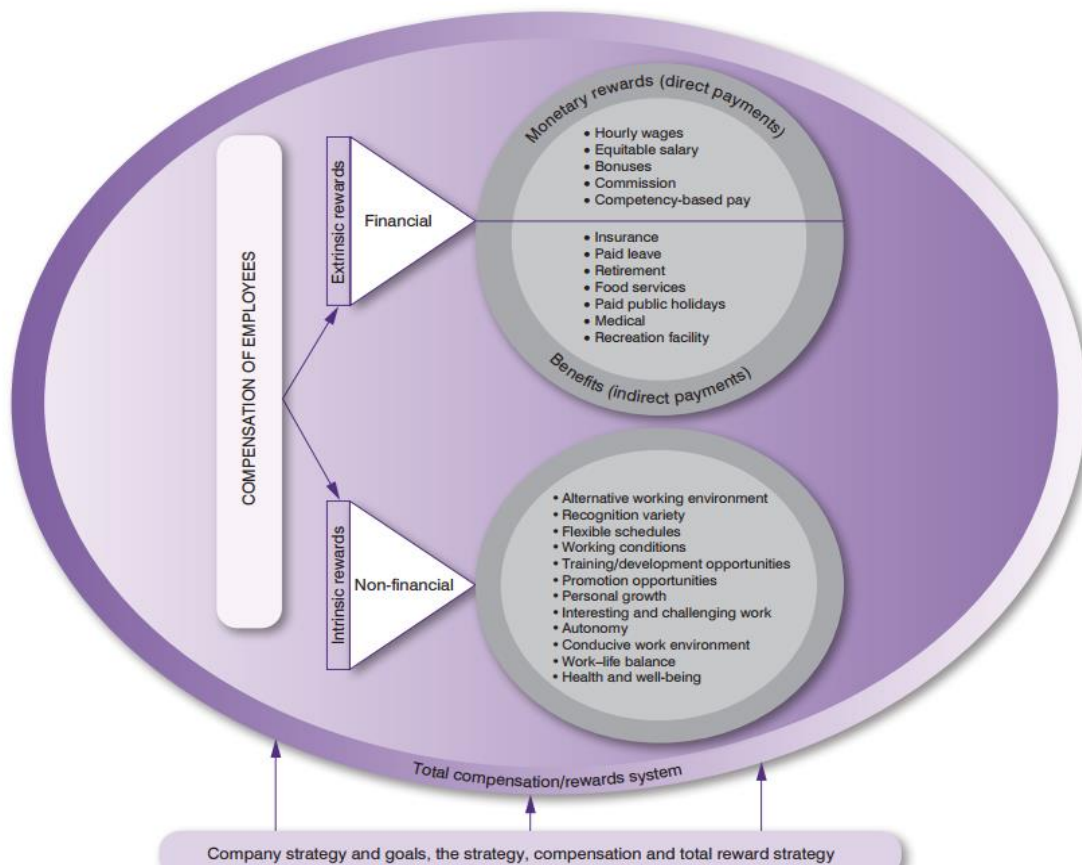 COMPENSATION OF EMPLOYEES
Extrinsic rewards
Financial
Monetary rewards (direct payments)
• Hourly wages
• Equitable salary
• Bonuses
• Commission
• Competency-based pay
• Insurance
• Paid leave
• Retirement
• Food services
• Paid public holidays
• Medical
• Recreation facility
Benefits (indirect payments)
Intrinsic rewards
Non-financial
• Alternative working environment
• Recognition variety
• Flexible schedules
• Working conditions
• Training/development opportunities
• Promotion opportunities
• Personal growth
• Interesting and challenging work
• Autonomy
• Conducive work environment
• Work–life balance
• Health and well-being
Total compensation/rewards system
Company strategy and goals, the strategy, compensation and total reward strategy